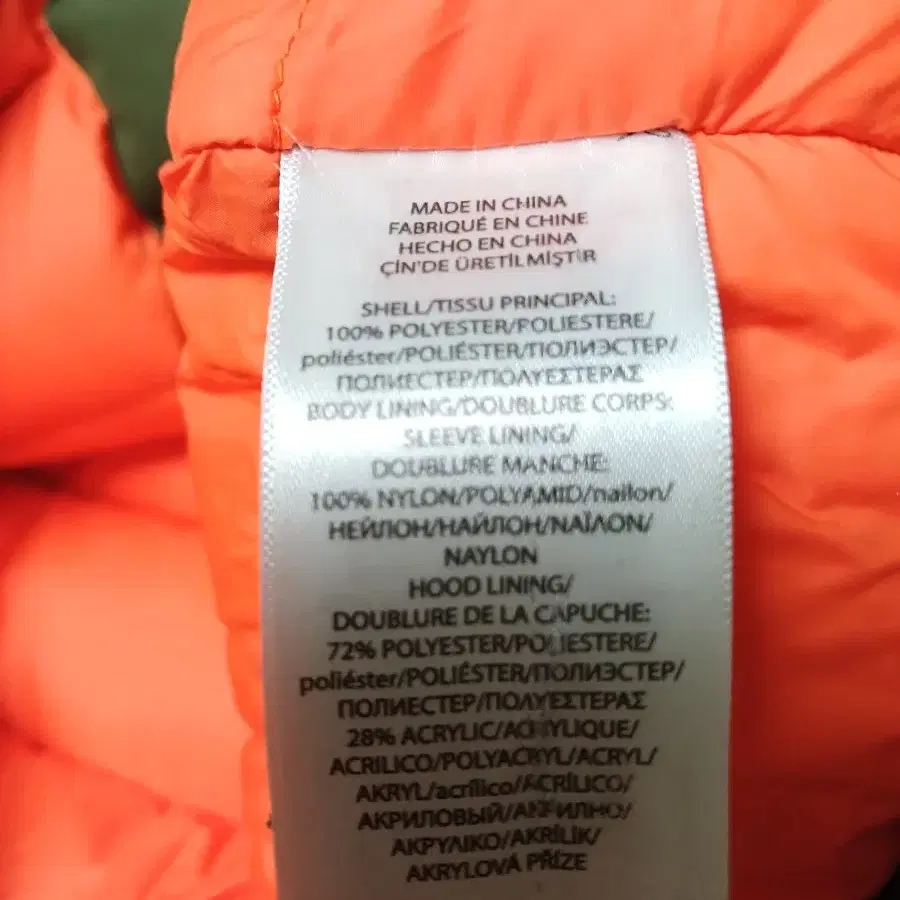 MADE IN CHINA
FABRIQUÉ EN CHINE
HECHO EN CHINA
ÇİN'DE ÜRETİLMİŞTİR
SHELL/TISSU PRINCIPAL:
100% POLYESTER/POLIESTERE/
poliéster/POLIÉSTER/ПОЛИЭСТЕР/
ПОЛИЕСТЕР/ΠΟΛΥΕΣΤΕΡΑΣ
BODY LINING/DOUBLURE CORPS:
SLEEVE LINING/
DOUBLURE MANCHE:
100% NYLON/POLYAMID/nailon/
НЕЙЛОН/НАЙЛОН/ΝΑΪΛΟΝ/
NAYLON
HOOD LINING/
DOUBLURE DE LA CAPUCHE:
72% POLYESTER/POLIESTERE/
poliéster/POLIÉSTER/ПОЛИЭСТЕР/
ПОЛИЕСТЕР/ΠΟΛΥΕΣΤΕΡΑΣ
28% ACRYLIC/ACRYLIQUE/
ACRILICO/POLYACRYL/ACRYL/
AKRYL/acrílico/ACRÍLICO/
АКРИЛОВЫЙ/АКРИЛНО/
ΑΚΡΥΛΙΚΟ/AKRİLİK/
AKRYLOVÁ PŘÍZE